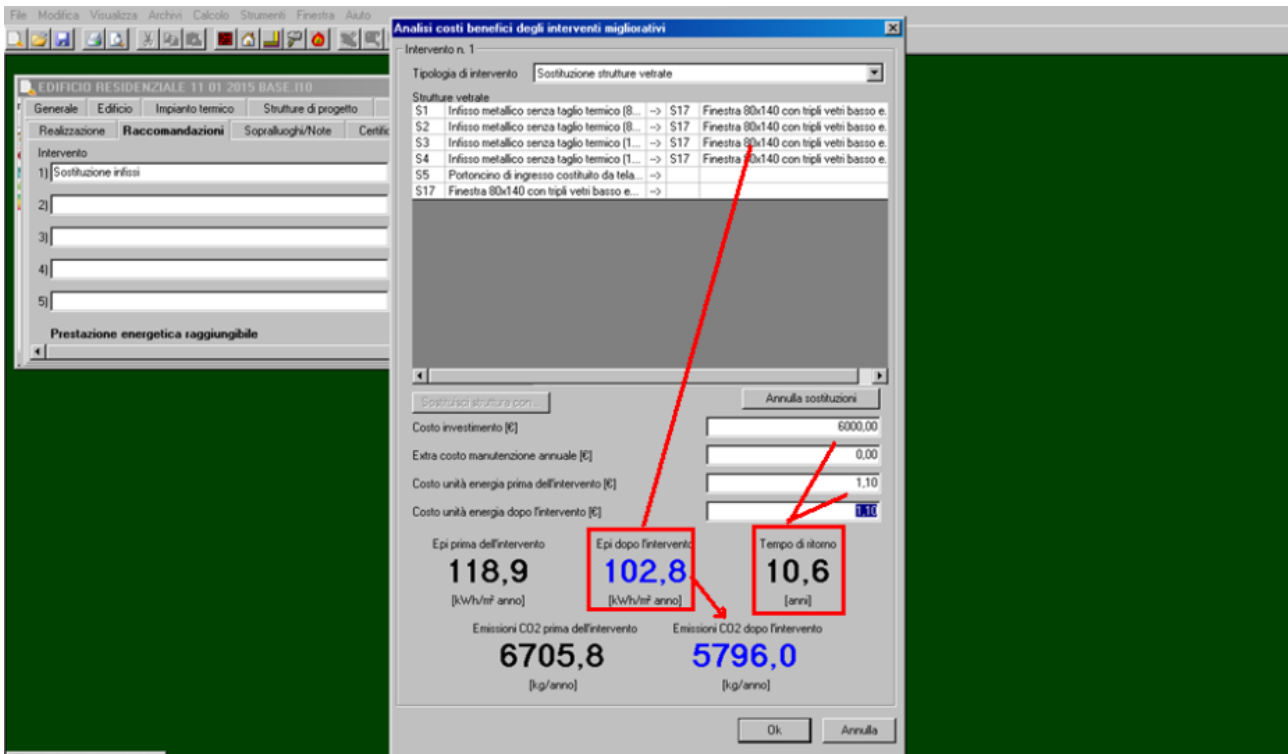 File Modifica Visualizza Archivi Calcolo Strumenti Finestra Aiuto
Analisi costi benefici degli interventi migliorativi
Intervento n. 1
Tipologia di intervento Sostituzione strutture vetrate
Strutture vetrate
S1 Infisso metallico senza taglio termico (8... --> S17 Finestra 80x140 con tripli vetri basso e.
S2 Infisso metallico senza taglio termico (8... --> S17 Finestra 80x140 con tripli vetri basso e.
S3 Infisso metallico senza taglio termico (1... --> S17 Finestra 80x140 con tripli vetri basso e.
S4 Infisso metallico senza taglio termico (1... --> S17 Finestra 80x140 con tripli vetri basso e.
S5 Portoncino di ingresso costituito da tela... -->
S17 Finestra 80x140 con tripli vetri basso e... -->
EDIFICIO RESIDENZIALE 11 01 2015 BASE.I10
Generale Edificio Impianto termico Strutture di progetto
Realizzazione Raccomandazioni Sopralluoghi/Note Certific
Intervento
1) Sostituzione infissi
2)
3)
4)
5)
Prestazione energetica raggiungibile
Sostituisci struttura con... Annulla sostituzioni
Costo investimento [€] 6000,00
Extra costo manutenzione annuale [€] 0,00
Costo unità energia prima dell'intervento [€] 1,10
Costo unità energia dopo l'intervento [€] 1,10
Epi prima dell'intervento Epi dopo l'intervento Tempo di ritorno
118,9 102,8 10,6
[kWh/m² anno] [kWh/m² anno] [anni]
Emissioni CO2 prima dell'intervento Emissioni CO2 dopo l'intervento
6705,8 5796,0
[kg/anno] [kg/anno]
Ok Annulla